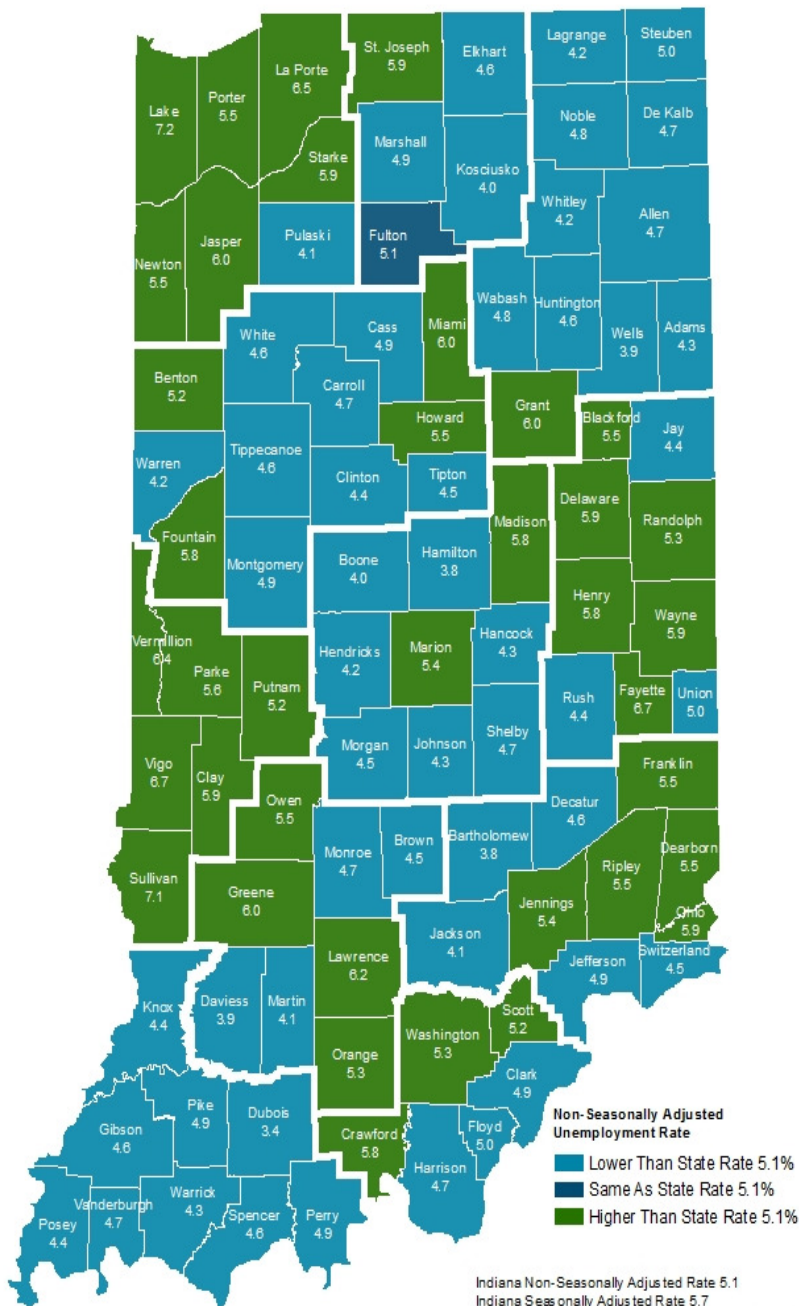 St. Joseph
5.9
Elkhart
4.6
Lagrange
4.2
Steuben
5.0
La Porte
6.5
Porter
5.5
Lake
7.2
Noble
4.8
De Kalb
4.7
Marshall
4.9
Starke
5.9
Kosciusko
4.0
Whitley
4.2
Allen
4.7
Pulaski
4.1
Fulton
5.1
Jasper
6.0
Newton
5.5
Wabash
4.8
Huntington
4.6
Wells
3.9
Adams
4.3
White
4.6
Cass
4.9
Miami
6.0
Benton
5.2
Carroll
4.7
Howard
5.5
Grant
6.0
Blackford
5.5
Jay
4.4
Warren
4.2
Tippecanoe
4.6
Clinton
4.4
Tipton
4.5
Madison
5.8
Delaware
5.9
Randolph
5.3
Fountain
5.8
Montgomery
4.9
Boone
4.0
Hamilton
3.8
Henry
5.8
Wayne
5.9
Vermillion
6.4
Parke
5.6
Putnam
5.2
Hendricks
4.2
Marion
5.4
Hancock
4.3
Rush
4.4
Fayette
6.7
Union
5.0
Vigo
6.7
Clay
5.9
Morgan
4.5
Johnson
4.3
Shelby
4.7
Franklin
5.5
Owen
5.5
Monroe
4.7
Brown
4.5
Bartholomew
3.8
Decatur
4.6
Dearborn
5.5
Ripley
5.5
Sullivan
7.1
Greene
6.0
Jennings
5.4
Ohio
5.9
Jackson
4.1
Jefferson
4.9
Switzerland
4.5
Lawrence
6.2
Knox
4.4
Daviess
3.9
Martin
4.1
Scott
5.2
Washington
5.3
Orange
5.3
Clark
4.9
Gibson
4.6
Pike
4.9
Dubois
3.4
Crawford
5.8
Floyd
5.0
Harrison
4.7
Posey
4.4
Vanderburgh
4.7
Warrick
4.3
Spencer
4.6
Perry
4.9
Non-Seasonally Adjusted
Unemployment Rate
Lower Than State Rate 5.1%
Same As State Rate 5.1%
Higher Than State Rate 5.1%
Indiana Non-Seasonally Adjusted Rate 5.1
Indiana Seasonally Adjusted Rate 5.7